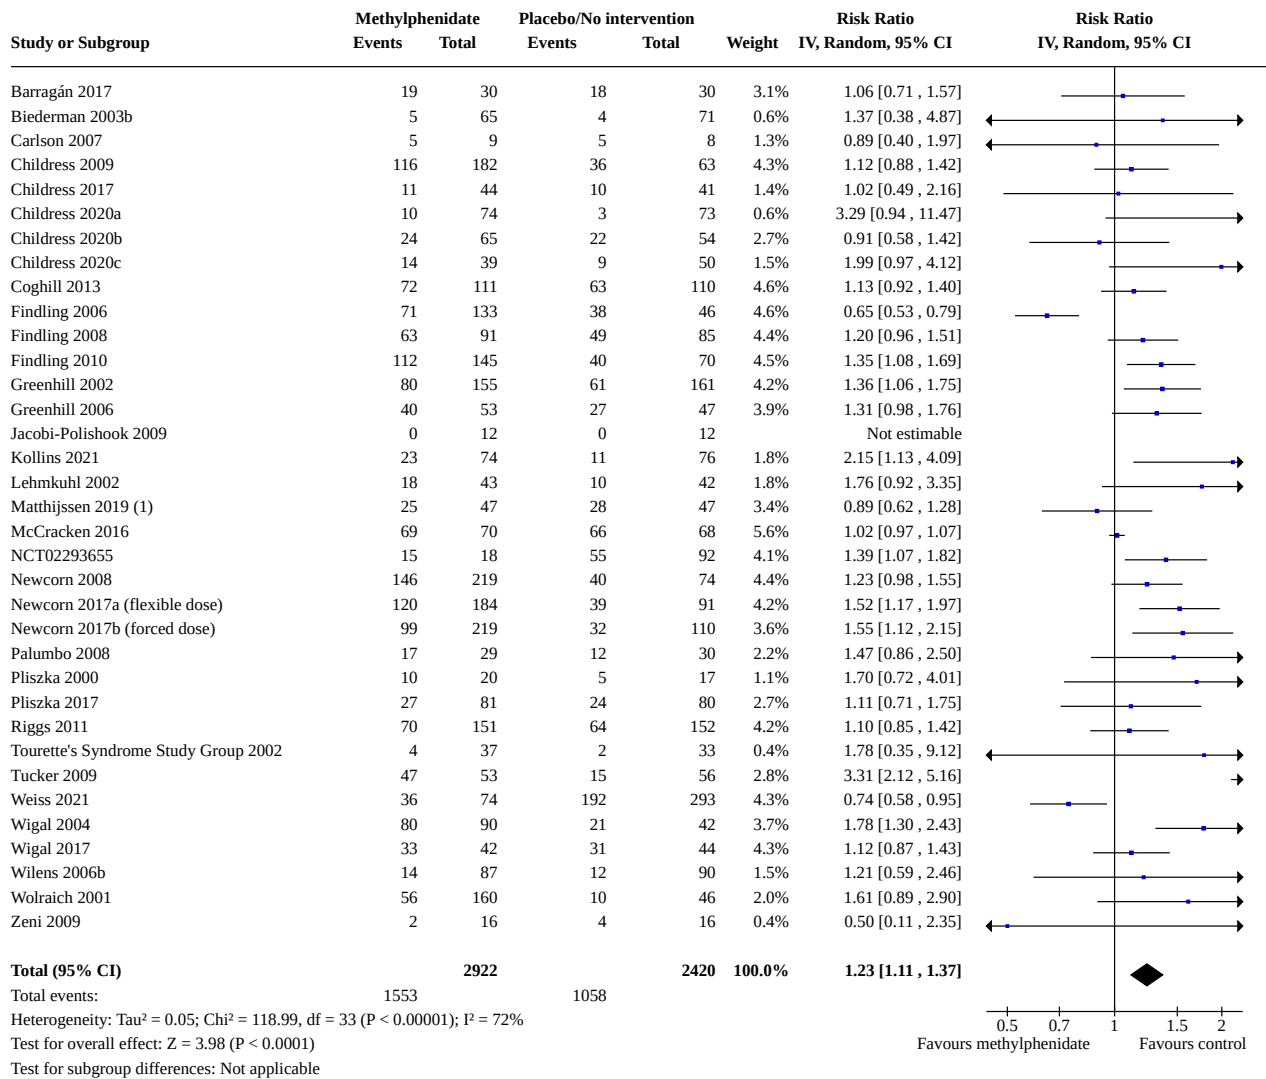 Methylphenidate Placebo/No intervention Risk Ratio Risk Ratio
Study or Subgroup Events Total Events Total Weight IV, Random, 95% CI IV, Random, 95% CI
Barragán 2017 19 30 18 30 3.1% 1.06 [0.71 , 1.57]
Biederman 2003b 5 65 4 71 0.6% 1.37 [0.38 , 4.87]
Carlson 2007 5 9 5 8 1.3% 0.89 [0.40 , 1.97]
Childress 2009 116 182 36 63 4.3% 1.12 [0.88 , 1.42]
Childress 2017 11 44 10 41 1.4% 1.02 [0.49 , 2.16]
Childress 2020a 10 74 3 73 0.6% 3.29 [0.94 , 11.47]
Childress 2020b 24 65 22 54 2.7% 0.91 [0.58 , 1.42]
Childress 2020c 14 39 9 50 1.5% 1.99 [0.97 , 4.12]
Coghill 2013 72 111 63 110 4.6% 1.13 [0.92 , 1.40]
Findling 2006 71 133 38 46 4.6% 0.65 [0.53 , 0.79]
Findling 2008 63 91 49 85 4.4% 1.20 [0.96 , 1.51]
Findling 2010 112 145 40 70 4.5% 1.35 [1.08 , 1.69]
Greenhill 2002 80 155 61 161 4.2% 1.36 [1.06 , 1.75]
Greenhill 2006 40 53 27 47 3.9% 1.31 [0.98 , 1.76]
Jacobi-Polishook 2009 0 12 0 12 Not estimable
Kollins 2021 23 74 11 76 1.8% 2.15 [1.13 , 4.09]
Lehmkuhl 2002 18 43 10 42 1.8% 1.76 [0.92 , 3.35]
Matthijssen 2019 (1) 25 47 28 47 3.4% 0.89 [0.62 , 1.28]
McCracken 2016 69 70 66 68 5.6% 1.02 [0.97 , 1.07]
NCT02293655 15 18 55 92 4.1% 1.39 [1.07 , 1.82]
Newcorn 2008 146 219 40 74 4.4% 1.23 [0.98 , 1.55]
Newcorn 2017a (flexible dose) 120 184 39 91 4.2% 1.52 [1.17 , 1.97]
Newcorn 2017b (forced dose) 99 219 32 110 3.6% 1.55 [1.12 , 2.15]
Palumbo 2008 17 29 12 30 2.2% 1.47 [0.86 , 2.50]
Pliszka 2000 10 20 5 17 1.1% 1.70 [0.72 , 4.01]
Pliszka 2017 27 81 24 80 2.7% 1.11 [0.71 , 1.75]
Riggs 2011 70 151 64 152 4.2% 1.10 [0.85 , 1.42]
Tourette's Syndrome Study Group 2002 4 37 2 33 0.4% 1.78 [0.35 , 9.12]
Tucker 2009 47 53 15 56 2.8% 3.31 [2.12 , 5.16]
Weiss 2021 36 74 192 293 4.3% 0.74 [0.58 , 0.95]
Wigal 2004 80 90 21 42 3.7% 1.78 [1.30 , 2.43]
Wigal 2017 33 42 31 44 4.3% 1.12 [0.87 , 1.43]
Wilens 2006b 14 87 12 90 1.5% 1.21 [0.59 , 2.46]
Wolraich 2001 56 160 10 46 2.0% 1.61 [0.89 , 2.90]
Zeni 2009 2 16 4 16 0.4% 0.50 [0.11 , 2.35]
Total (95% CI) 2922 2420 100.0% 1.23 [1.11 , 1.37]
Total events: 1553 1058
Heterogeneity: Tau² = 0.05; Chi² = 118.99, df = 33 (P < 0.00001); I² = 72%
0.5 0.7 1 1.5 2
Test for overall effect: Z = 3.98 (P < 0.0001)
Favours methylphenidate Favours control
Test for subgroup differences: Not applicable